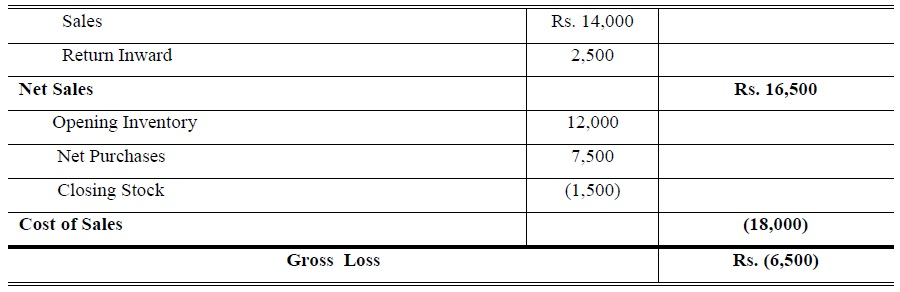 Sales Rs. 14,000
Return Inward 2,500
Net Sales Rs. 16,500
Opening Inventory 12,000
Net Purchases 7,500
Closing Stock (1,500)
Cost of Sales (18,000)
Gross Loss Rs. (6,500)